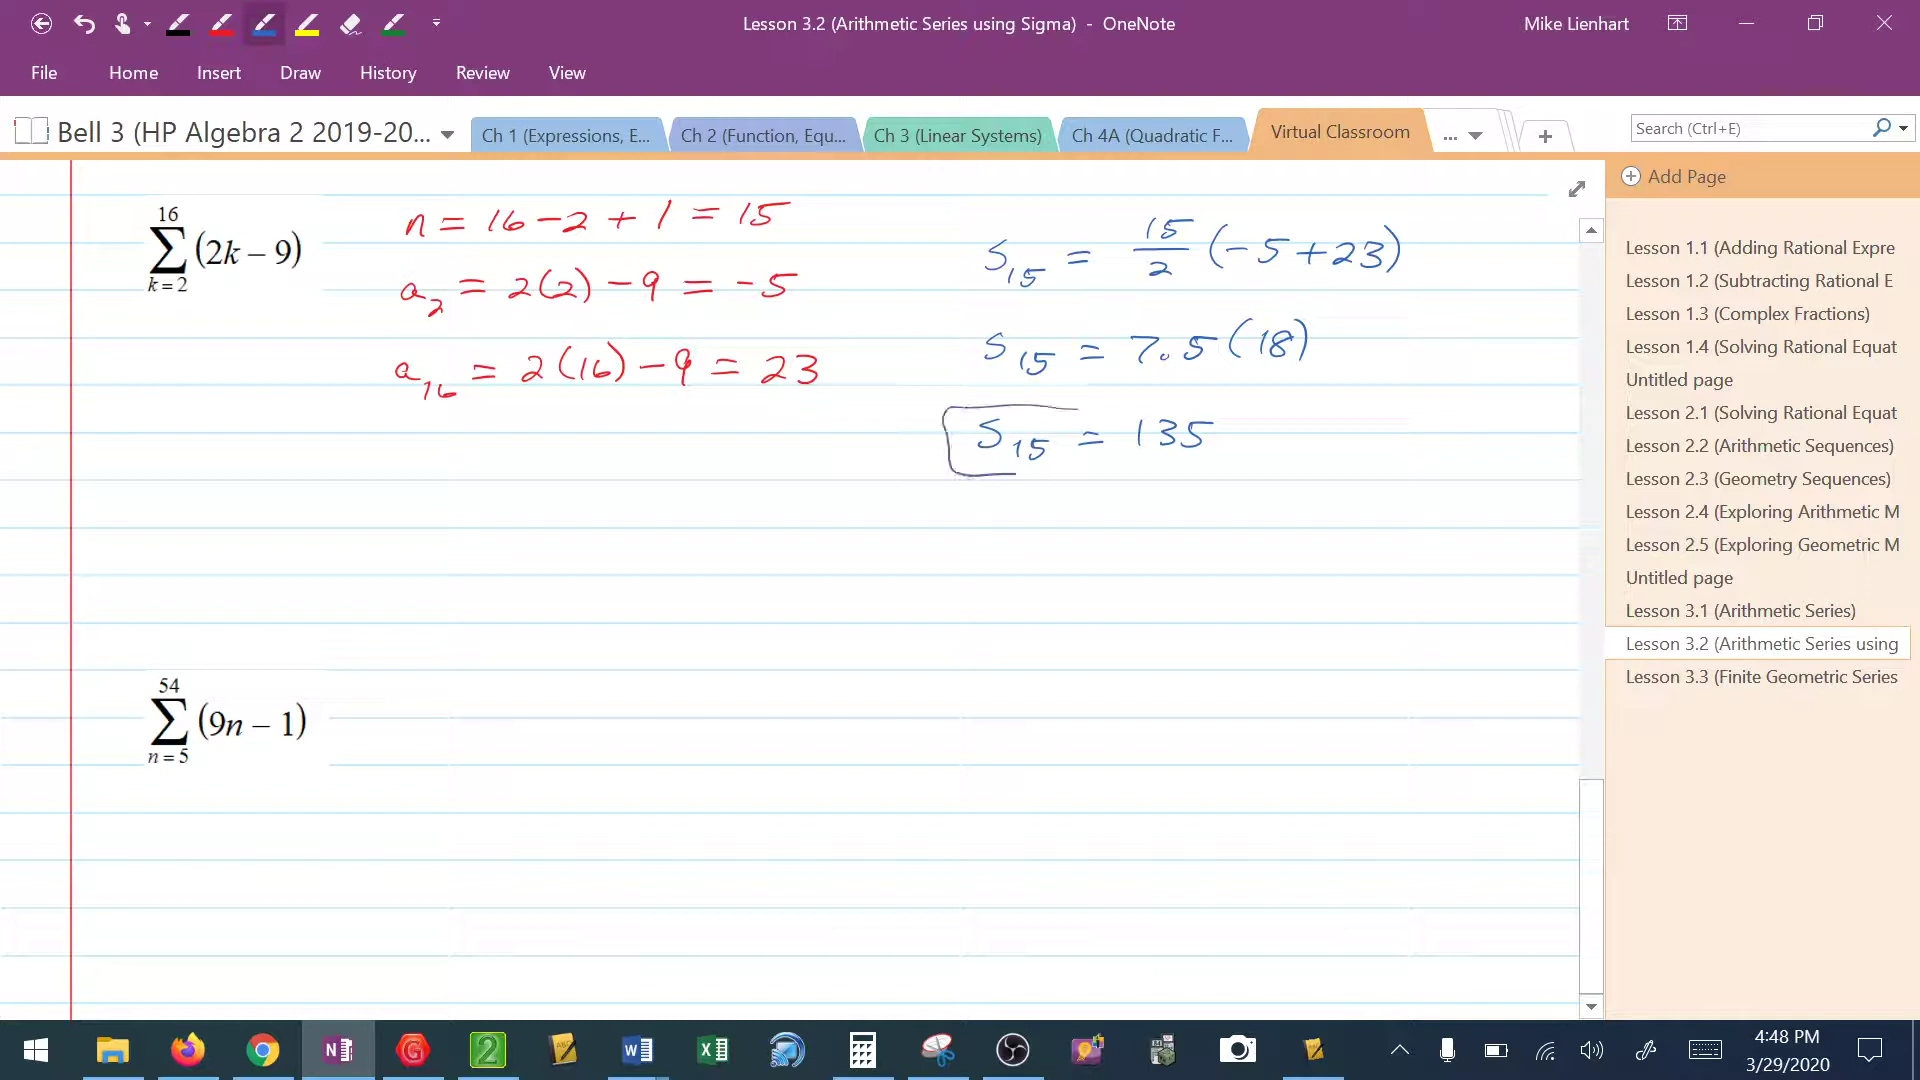 Lesson 3.2 (Arithmetic Series using Sigma) - OneNote
Mike Lienhart
File Home Insert Draw History Review View
Bell 3 (HP Algebra 2 2019-20...
Ch 1 (Expressions, E...
Ch 2 (Function, Equ...
Ch 3 (Linear Systems)
Ch 4A (Quadratic F...
Virtual Classroom
...
Search (Ctrl+E)
16
∑ (2k – 9)
k = 2
n = 16 - 2 + 1 = 15
a₂ = 2(2) - 9 = -5
a₁₆ = 2(16) - 9 = 23
S₁₅ = 15/2 (-5 + 23)
S₁₅ = 7.5 (18)
S₁₅ = 135
54
∑ (9n – 1)
n = 5
Add Page
Lesson 1.1 (Adding Rational Expre
Lesson 1.2 (Subtracting Rational E
Lesson 1.3 (Complex Fractions)
Lesson 1.4 (Solving Rational Equat
Untitled page
Lesson 2.1 (Solving Rational Equat
Lesson 2.2 (Arithmetic Sequences)
Lesson 2.3 (Geometry Sequences)
Lesson 2.4 (Exploring Arithmetic M
Lesson 2.5 (Exploring Geometric M
Untitled page
Lesson 3.1 (Arithmetic Series)
Lesson 3.2 (Arithmetic Series using
Lesson 3.3 (Finite Geometric Series
4:48 PM
3/29/2020